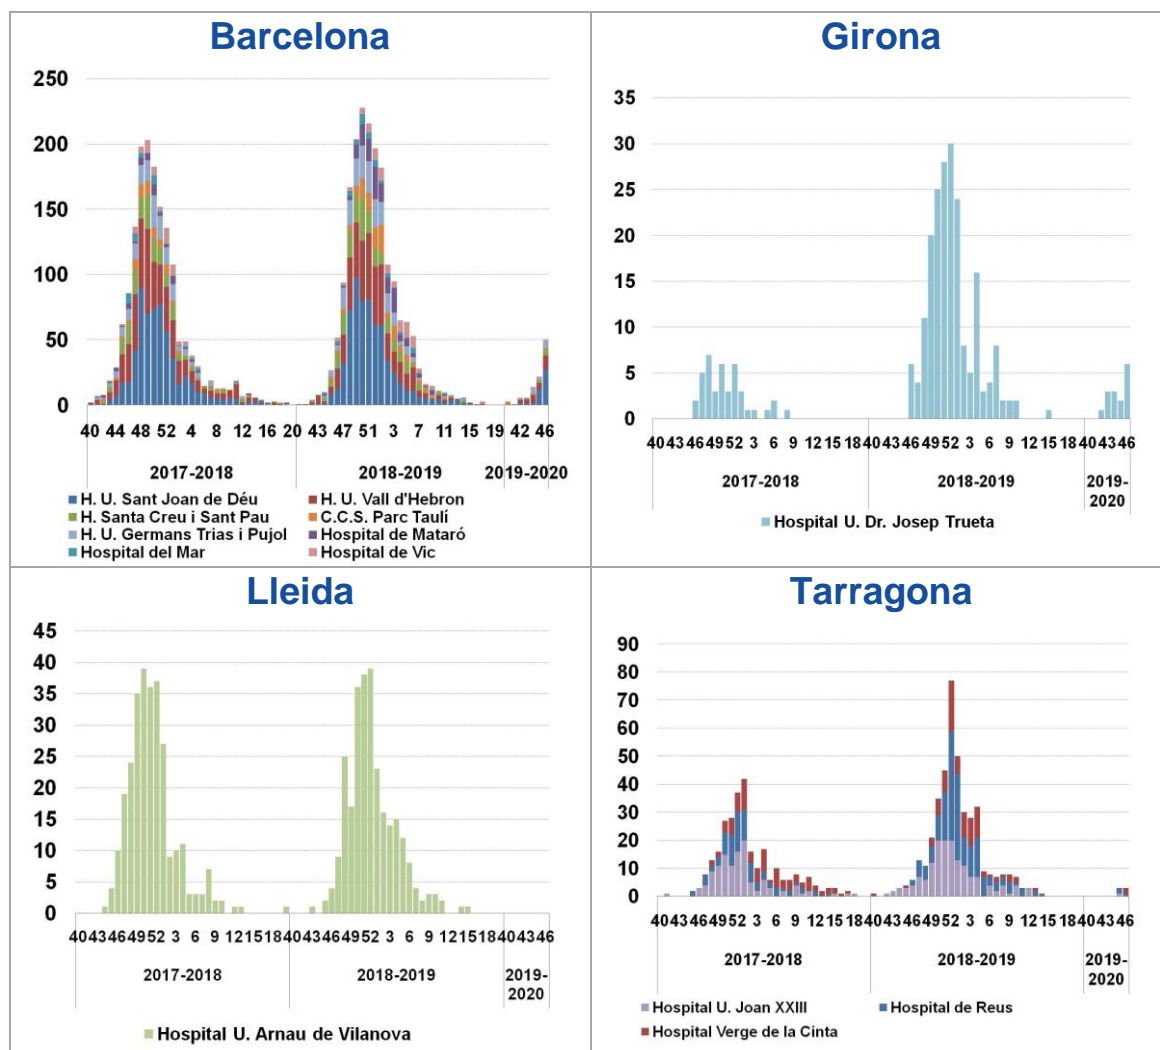 Barcelona
250
200
150
100
50
0
40 44 48 52 4 8 12 16 20 43 47 51 3 7 11 15 19 42 46
2017-2018 2018-2019 2019-2020
H. U. Sant Joan de Déu H. U. Vall d'Hebron
H. Santa Creu i Sant Pau C.C.S. Parc Taulí
H. U. Germans Trias i Pujol Hospital de Mataró
Hospital del Mar Hospital de Vic
Girona
35
30
25
20
15
10
5
0
40 43 46 49 52 3 6 9 12 15 18 40 43 46 49 52 3 6 9 12 15 18 40 43 46
2017-2018 2018-2019 2019-
2020
Hospital U. Dr. Josep Trueta
Lleida
45
40
35
30
25
20
15
10
5
0
40 43 46 49 52 3 6 9 12 15 18 40 43 46 49 52 3 6 9 12 15 18 40 43 46
2017-2018 2018-2019 2019-
2020
Hospital U. Arnau de Vilanova
Tarragona
90
80
70
60
50
40
30
20
10
0
40 43 46 49 52 3 6 9 12 15 18 40 43 46 49 52 3 6 9 12 15 18 40 43 46
2017-2018 2018-2019 2019-
2020
Hospital U. Joan XXIII Hospital de Reus
Hospital Verge de la Cinta